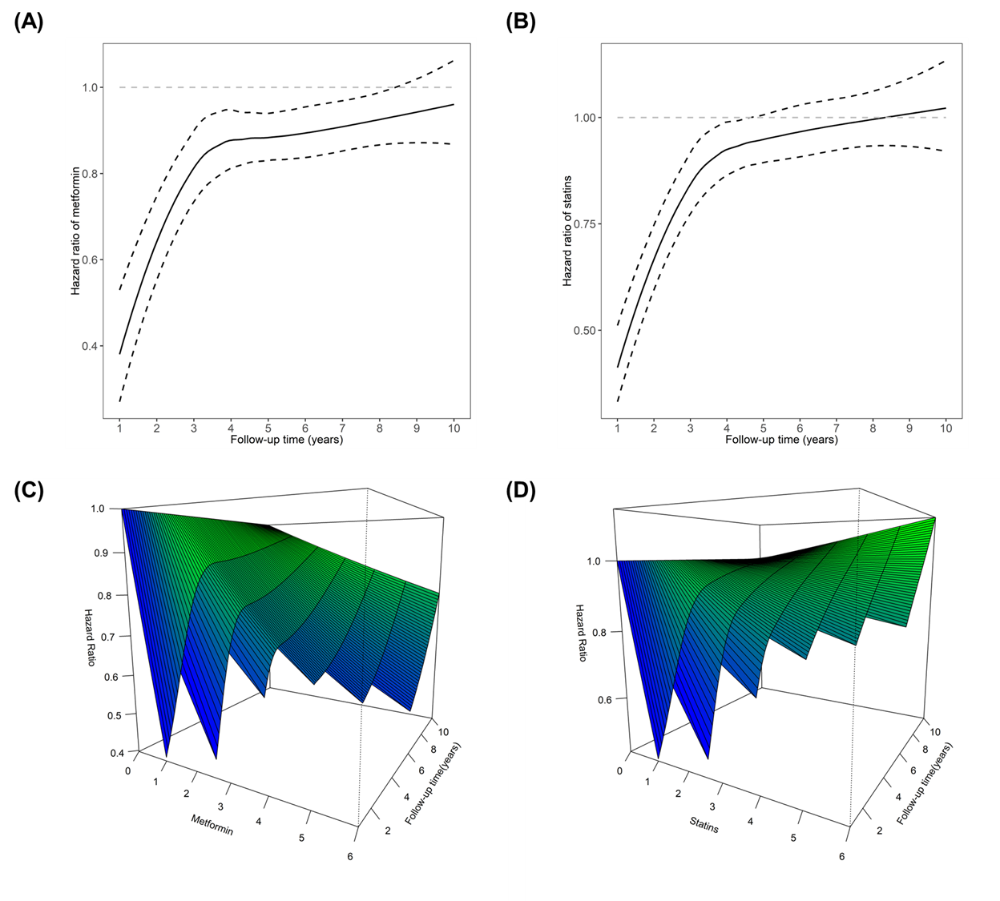 (A)
(B)
Hazard ratio of metformin
1.0
0.8
0.6
0.4
1 2 3 4 5 6 7 8 9 10
Follow-up time (years)
Hazard ratio of statins
1.00
0.75
0.50
1 2 3 4 5 6 7 8 9 10
Follow-up time (years)
(C)
(D)
1.0
0.9
0.8
0.7
0.6
0.5
0.4
Hazard Ratio
0
1
2
3
4
5
6
Metformin
2
4
6
8
10
Follow-up time(years)
1.0
0.8
0.6
Hazard Ratio
0
1
2
3
4
5
6
Statins
2
4
6
8
10
Follow-up time(years)